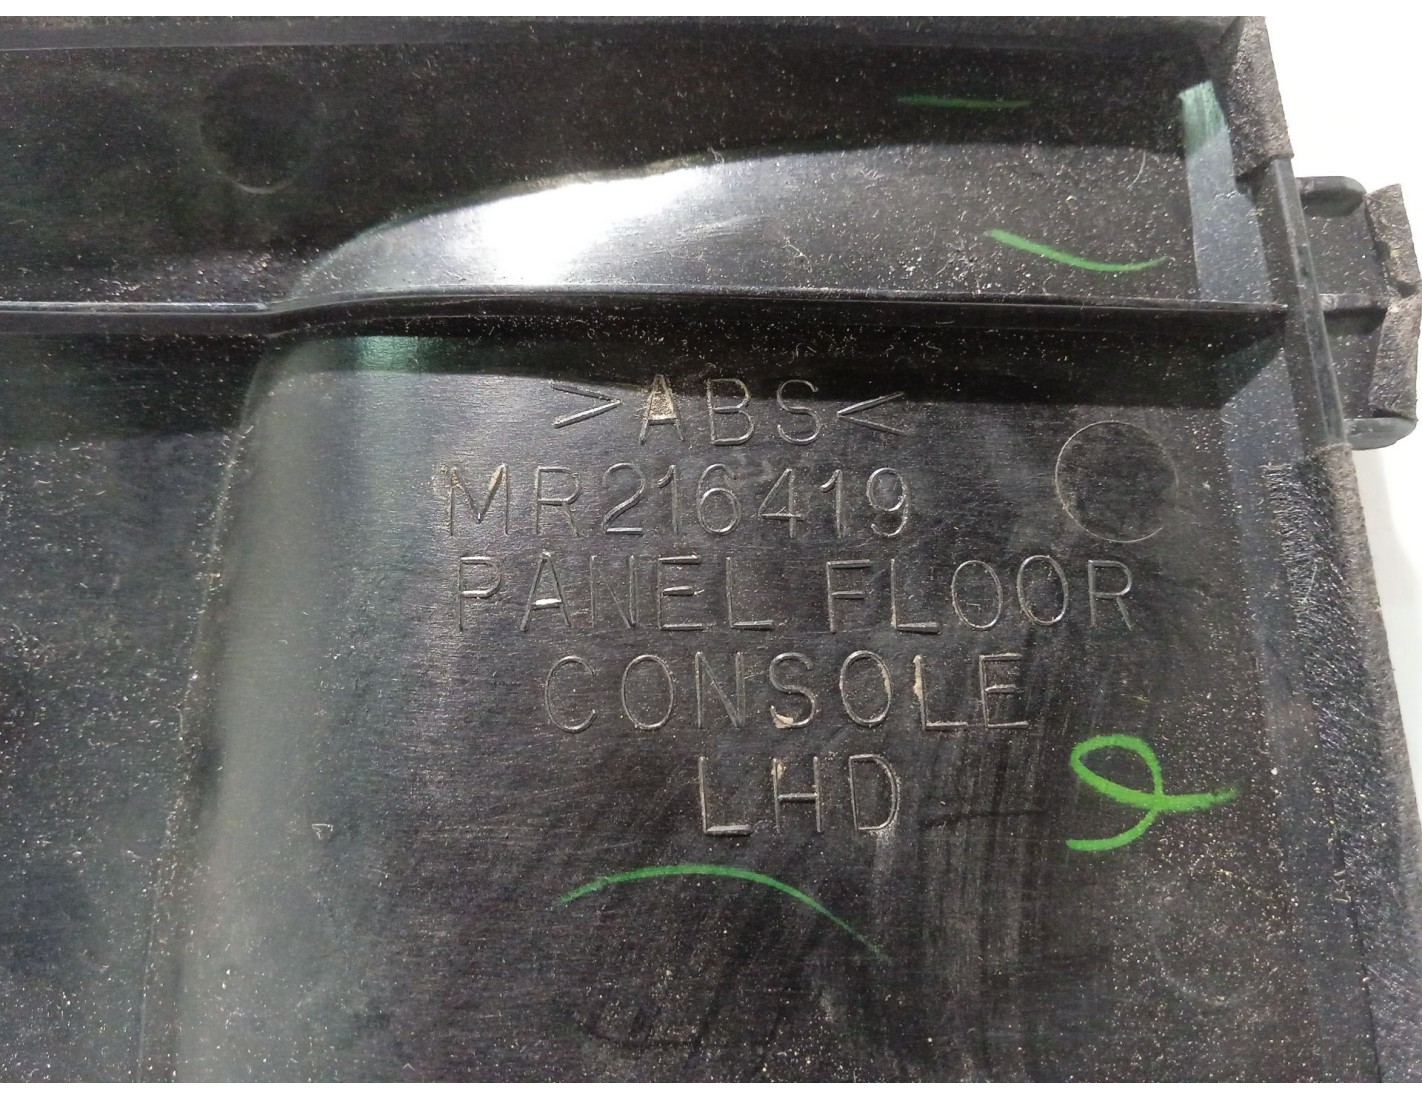 >ABS<
MR216419
PANEL FLOOR
CONSOLE
LHD